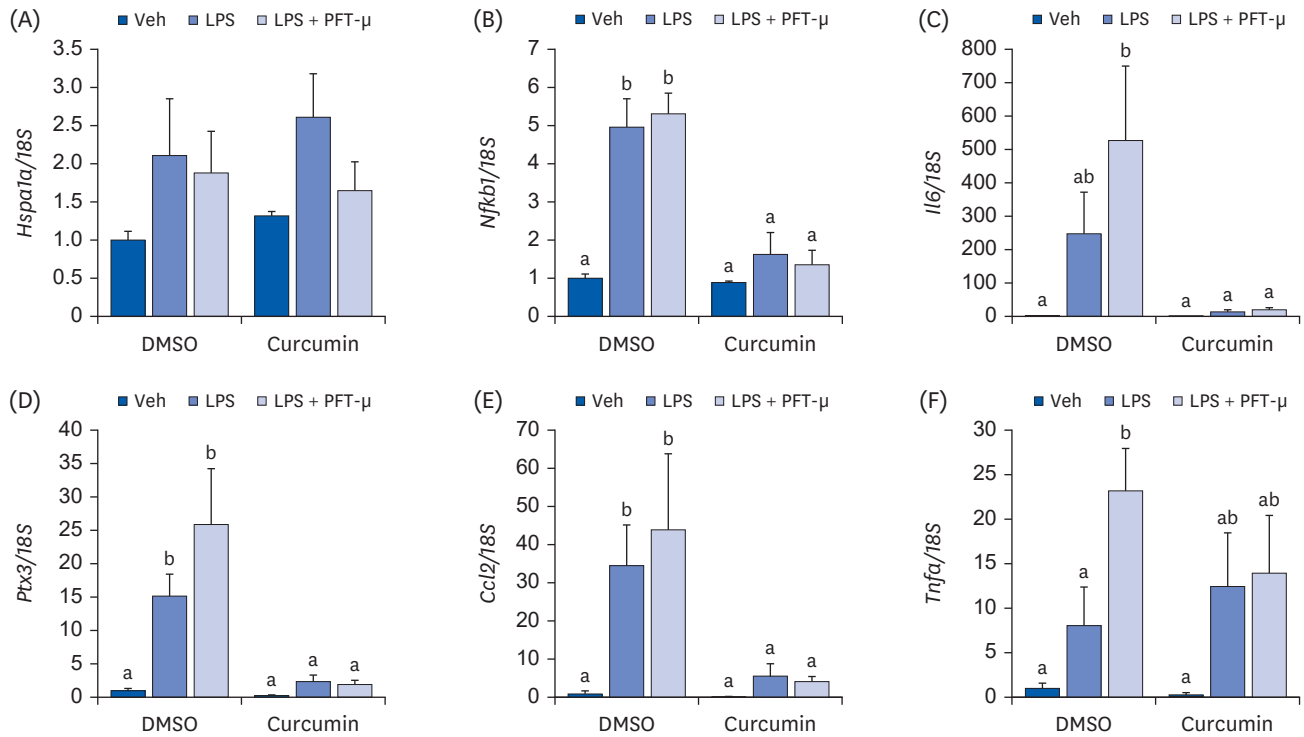 (A)
Veh LPS LPS + PFT-μ
Hspa1a/18S
3.5
3.0
2.5
2.0
1.5
1.0
0.5
0
DMSO Curcumin
(B)
Veh LPS LPS + PFT-μ
Nfkb1/18S
7
6
5
4
3
2
1
0
a b b a a a
DMSO Curcumin
(C)
Veh LPS LPS + PFT-μ
Il6/18S
800
700
600
500
400
300
200
100
0
a ab b a a a
DMSO Curcumin
(D)
Veh LPS LPS + PFT-μ
Ptx3/18S
40
35
30
25
20
15
10
5
0
a b b a a a
DMSO Curcumin
(E)
Veh LPS LPS + PFT-μ
Ccl2/18S
70
60
50
40
30
20
10
0
a b b a a a
DMSO Curcumin
(F)
Veh LPS LPS + PFT-μ
Tnfa/18S
30
25
20
15
10
5
0
a a b a ab ab
DMSO Curcumin